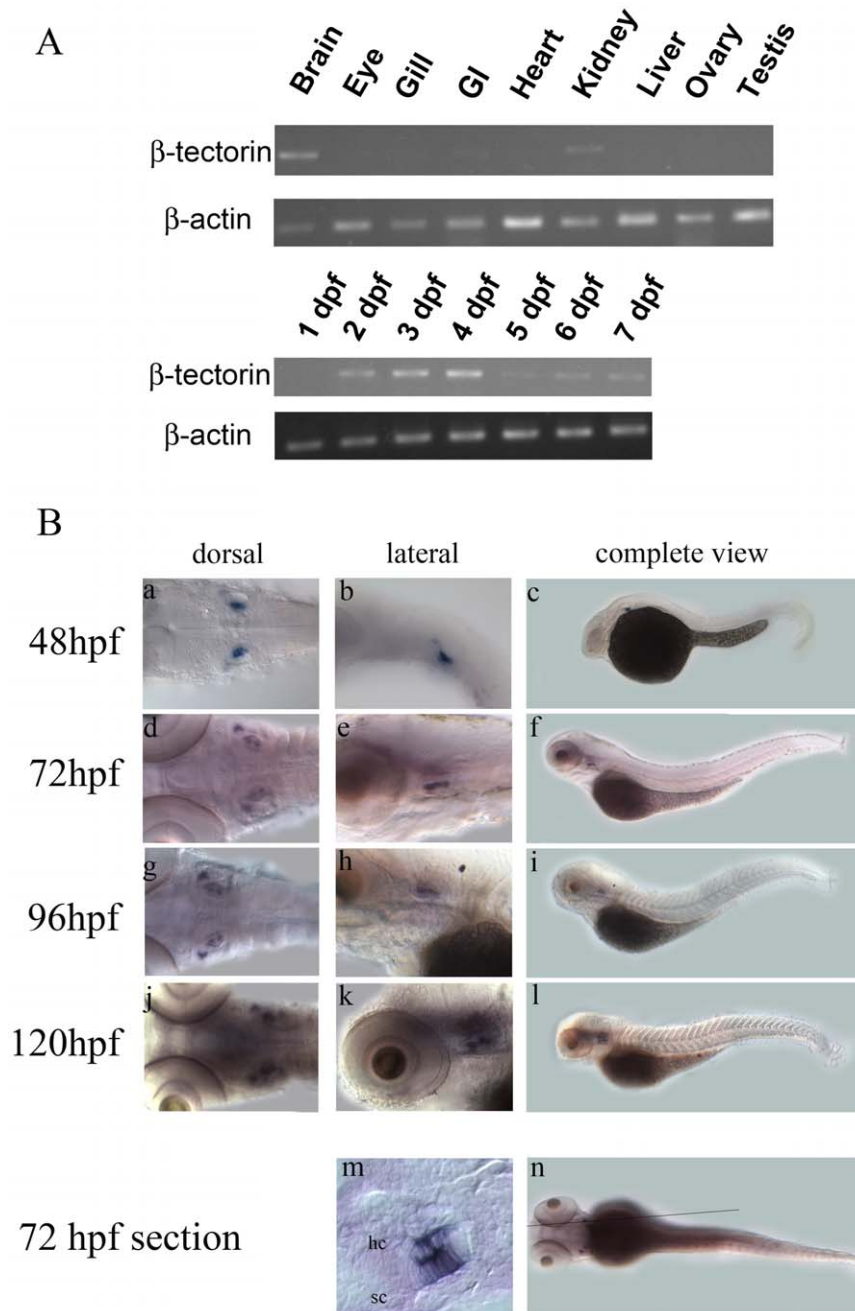 A
Brain Eye Gill GI Heart Kidney Liver Ovary Testis
β-tectorin
β-actin
1 dpf 2 dpf 3 dpf 4 dpf 5 dpf 6 dpf 7 dpf
β-tectorin
β-actin
B
dorsal lateral complete view
48hpf a b c
72hpf d e f
96hpf g h i
120hpf j k l
72 hpf section m n
hc
sc